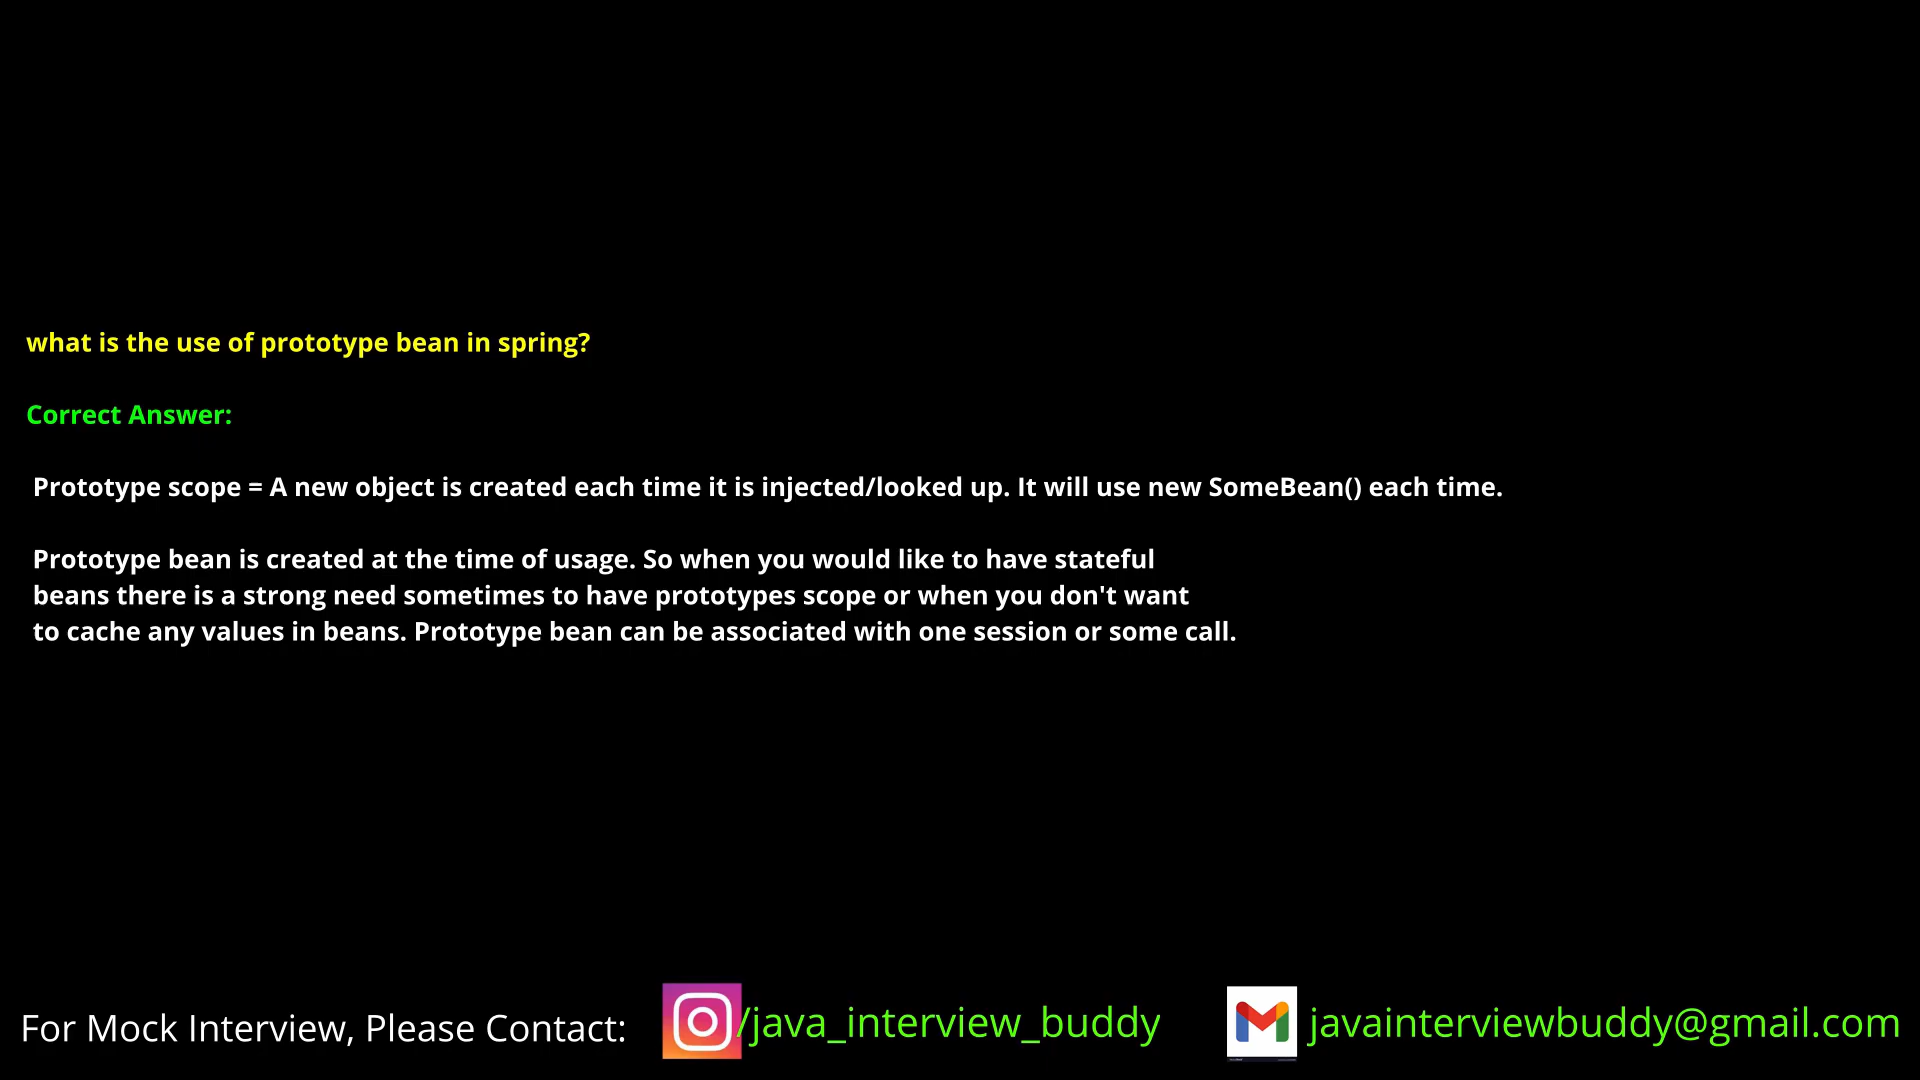 what is the use of prototype bean in spring?
Correct Answer:
Prototype scope = A new object is created each time it is injected/looked up. It will use new SomeBean() each time.
Prototype bean is created at the time of usage. So when you would like to have stateful
beans there is a strong need sometimes to have prototypes scope or when you don't want
to cache any values in beans. Prototype bean can be associated with one session or some call.
For Mock Interview, Please Contact: /java_interview_buddy javainterviewbuddy@gmail.com